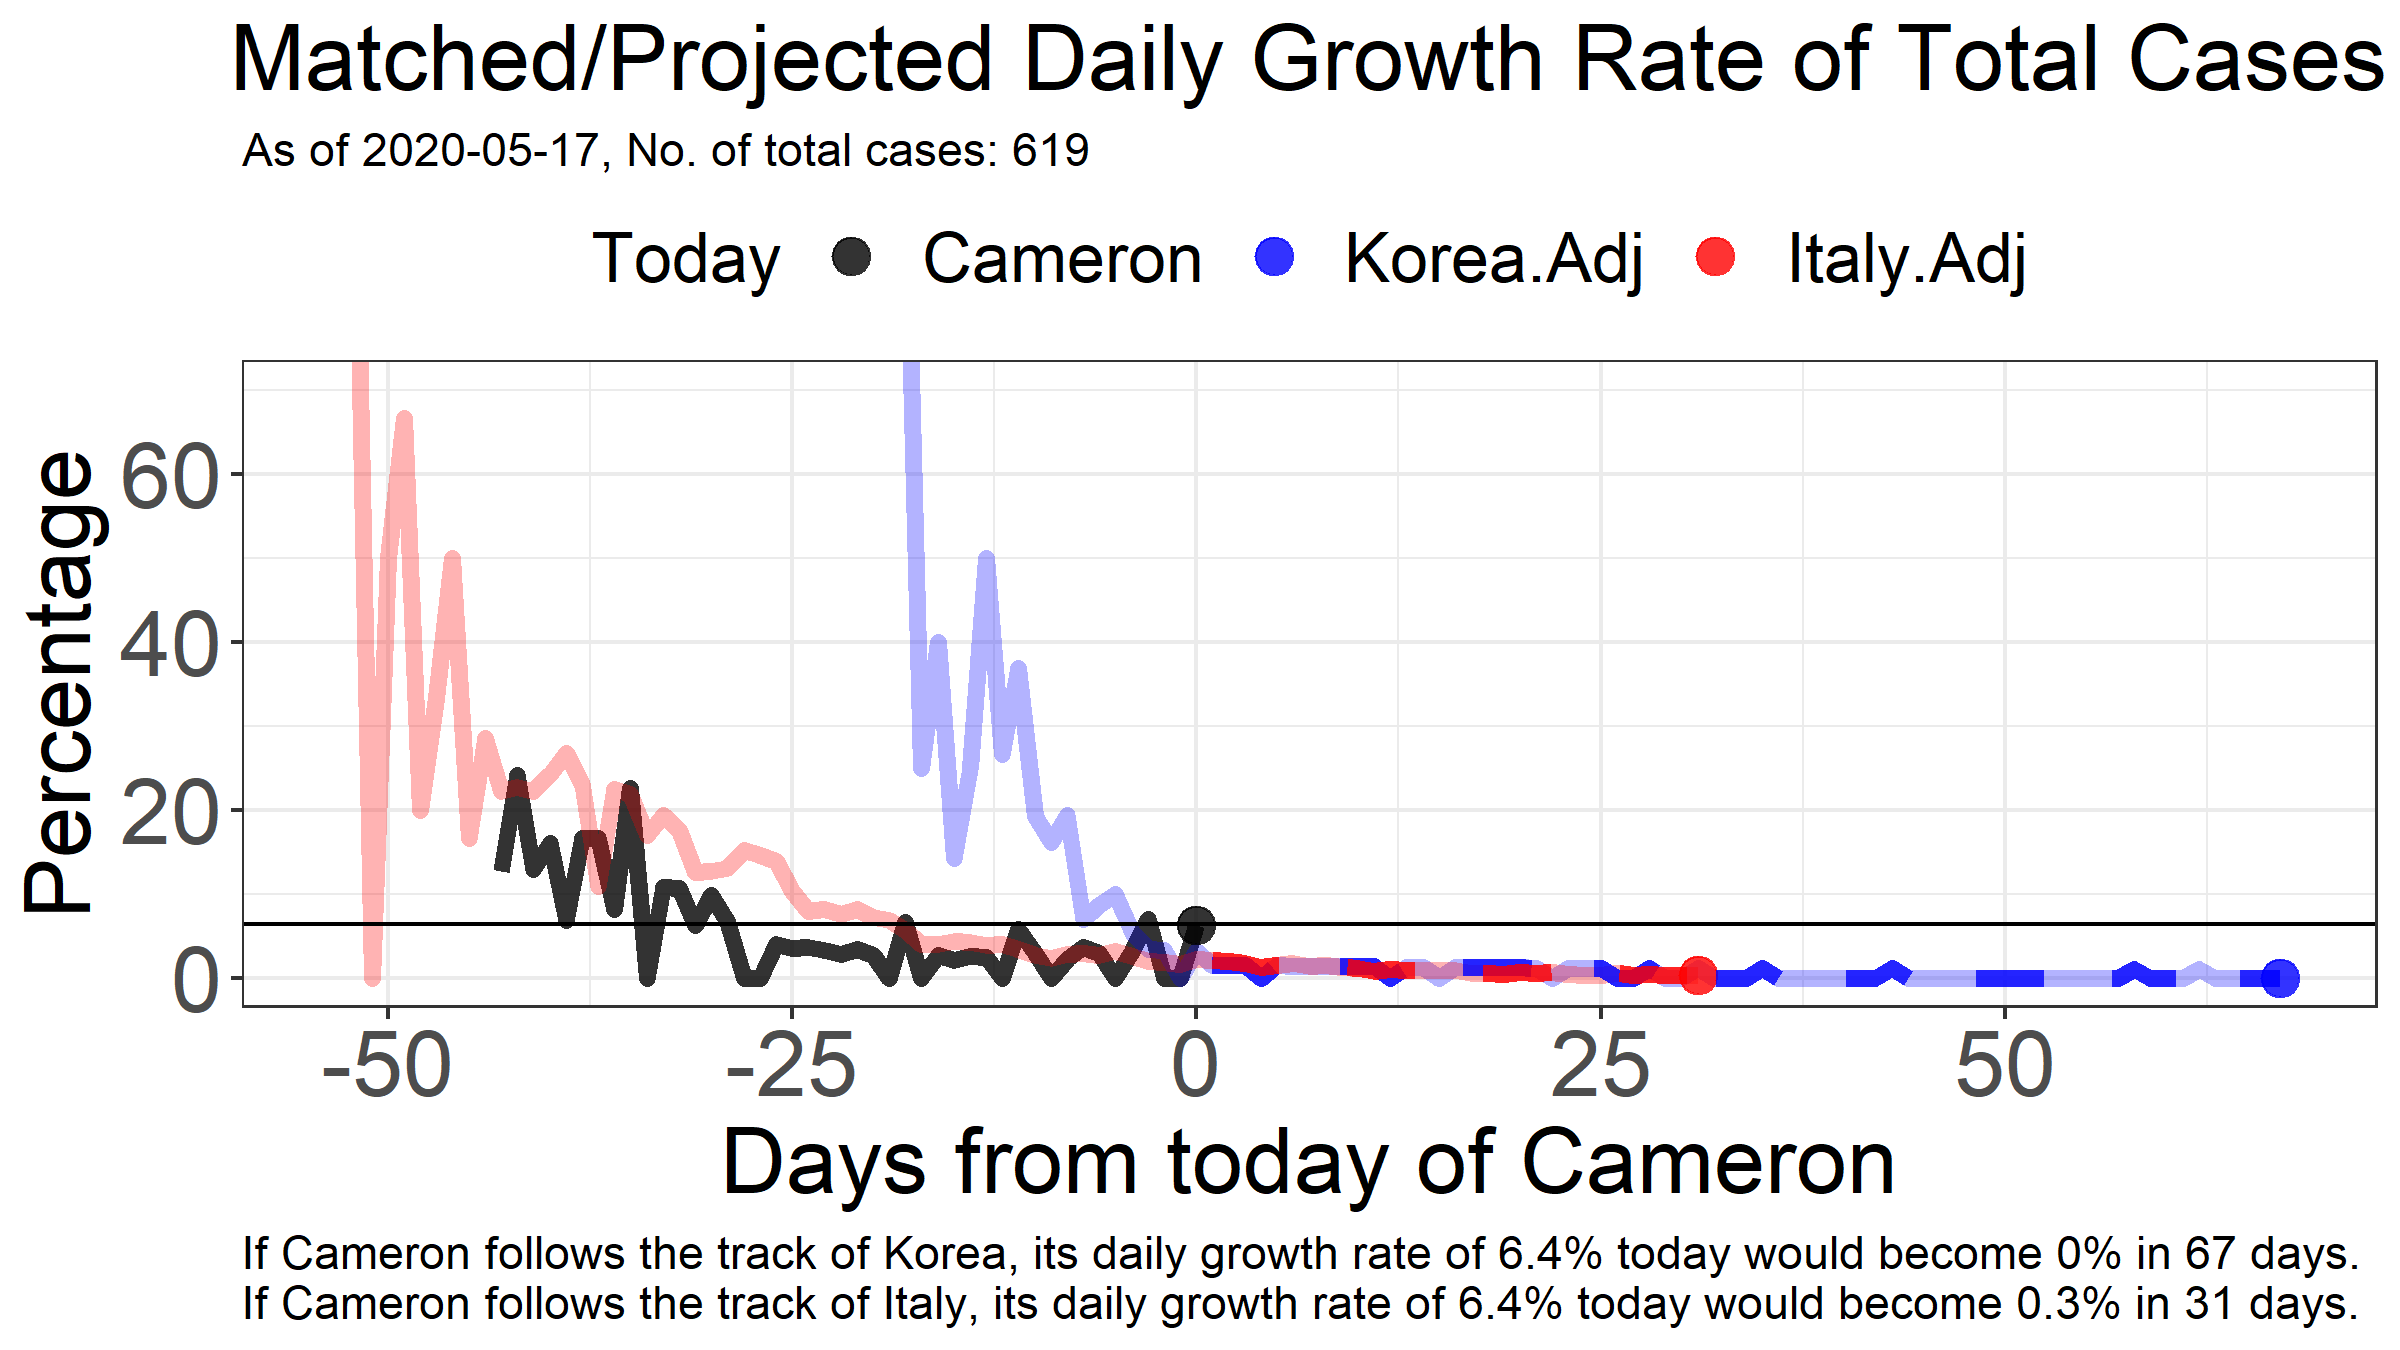 Matched/Projected Daily Growth Rate of Total Cases
As of 2020-05-17, No. of total cases: 619
Today Cameron Korea.Adj Italy.Adj
Percentage
60
40
20
0
-50 -25 0 25 50
Days from today of Cameron
If Cameron follows the track of Korea, its daily growth rate of 6.4% today would become 0% in 67 days.
If Cameron follows the track of Italy, its daily growth rate of 6.4% today would become 0.3% in 31 days.